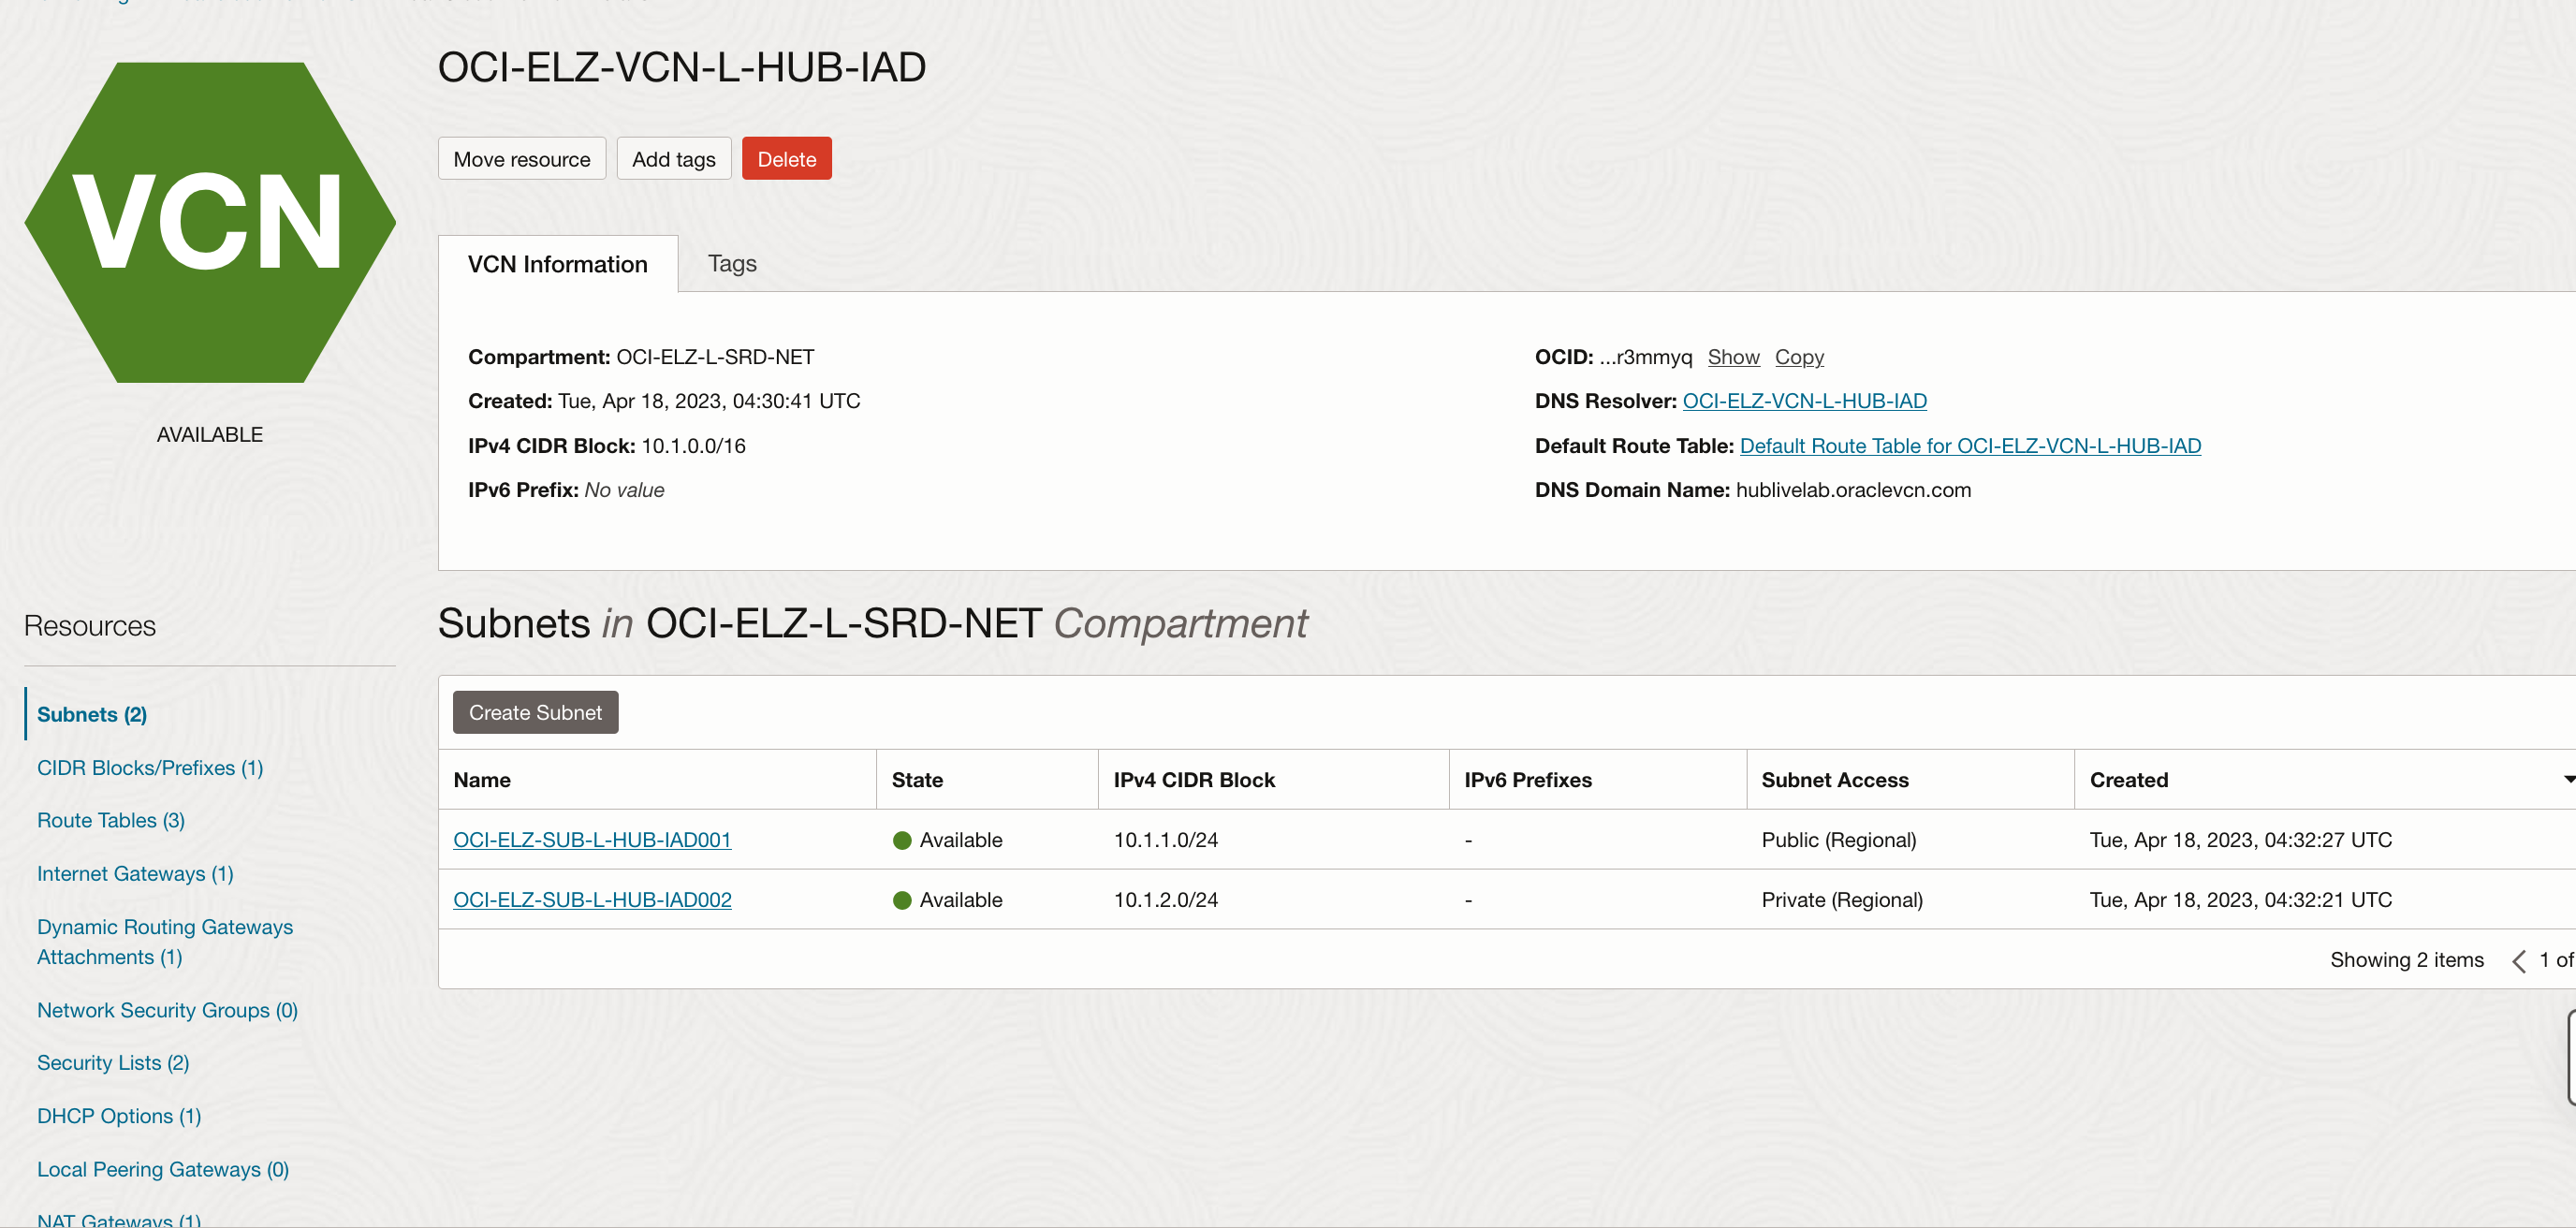 OCI-ELZ-VCN-L-HUB-IAD
VCN
AVAILABLE
Move resource Add tags Delete
VCN Information Tags
Compartment: OCI-ELZ-L-SRD-NET
Created: Tue, Apr 18, 2023, 04:30:41 UTC
IPv4 CIDR Block: 10.1.0.0/16
IPv6 Prefix: No value
OCID: ...r3mmyq Show Copy
DNS Resolver: OCI-ELZ-VCN-L-HUB-IAD
Default Route Table: Default Route Table for OCI-ELZ-VCN-L-HUB-IAD
DNS Domain Name: hublivelab.oraclevcn.com
Resources
Subnets (2)
CIDR Blocks/Prefixes (1)
Route Tables (3)
Internet Gateways (1)
Dynamic Routing Gateways
Attachments (1)
Network Security Groups (0)
Security Lists (2)
DHCP Options (1)
Local Peering Gateways (0)
NAT Gateways (1)
Subnets in OCI-ELZ-L-SRD-NET Compartment
Create Subnet
Name State IPv4 CIDR Block IPv6 Prefixes Subnet Access Created
OCI-ELZ-SUB-L-HUB-IAD001 Available 10.1.1.0/24 - Public (Regional) Tue, Apr 18, 2023, 04:32:27 UTC
OCI-ELZ-SUB-L-HUB-IAD002 Available 10.1.2.0/24 - Private (Regional) Tue, Apr 18, 2023, 04:32:21 UTC
Showing 2 items 1 of